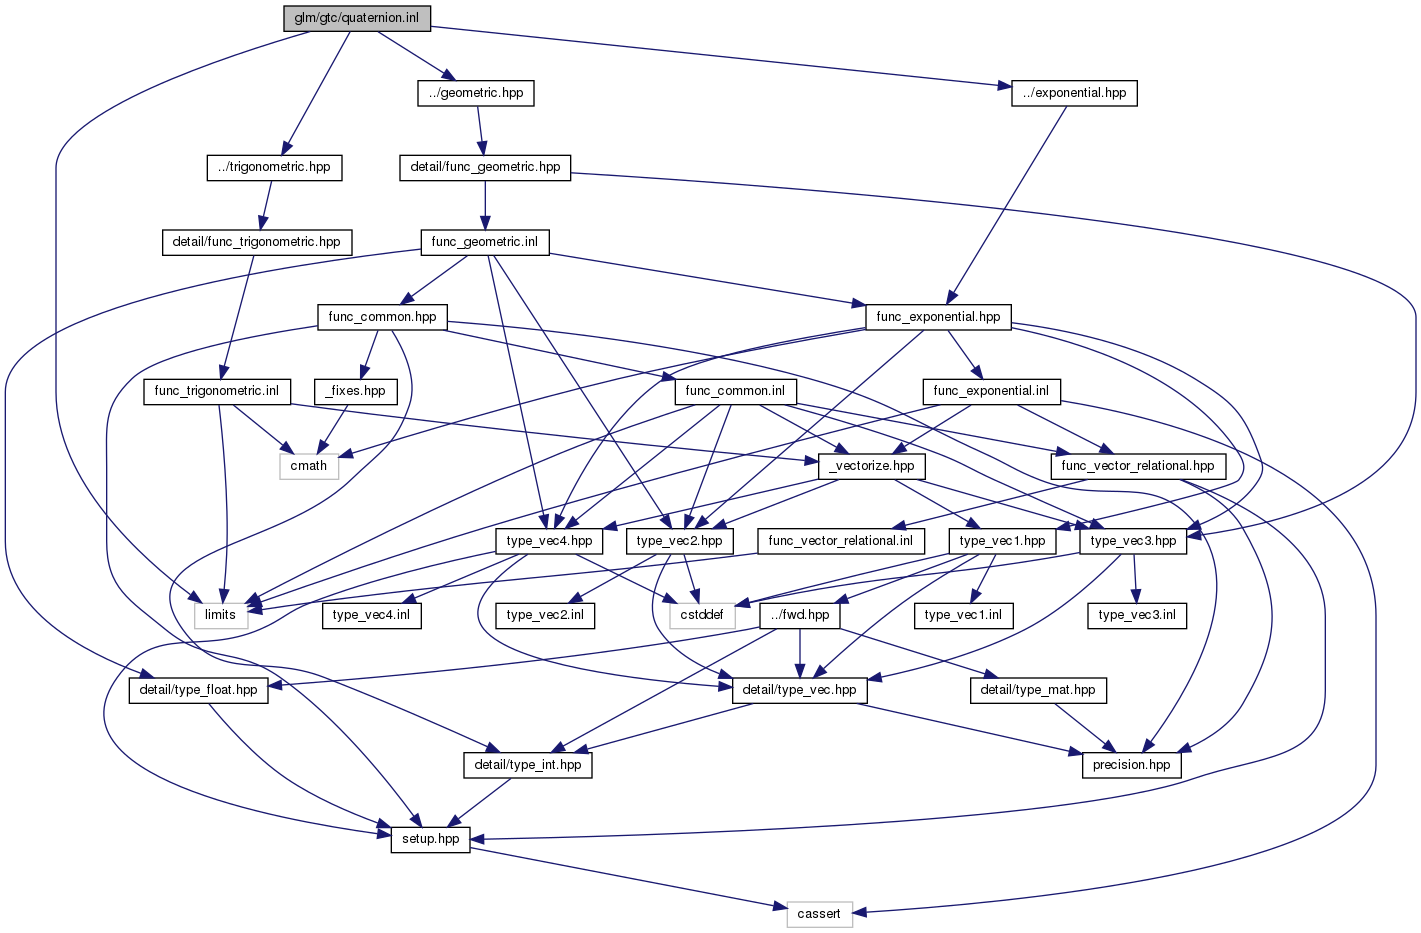 glm/gtc/quaternion.inl
../geometric.hpp
../exponential.hpp
../trigonometric.hpp
detail/func_geometric.hpp
detail/func_trigonometric.hpp
func_geometric.inl
func_common.hpp
func_exponential.hpp
func_trigonometric.inl
_fixes.hpp
func_common.inl
func_exponential.inl
cmath
_vectorize.hpp
func_vector_relational.hpp
type_vec4.hpp
type_vec2.hpp
func_vector_relational.inl
type_vec1.hpp
type_vec3.hpp
limits
type_vec4.inl
type_vec2.inl
cstddef
../fwd.hpp
type_vec1.inl
type_vec3.inl
detail/type_float.hpp
detail/type_vec.hpp
detail/type_mat.hpp
detail/type_int.hpp
precision.hpp
setup.hpp
cassert